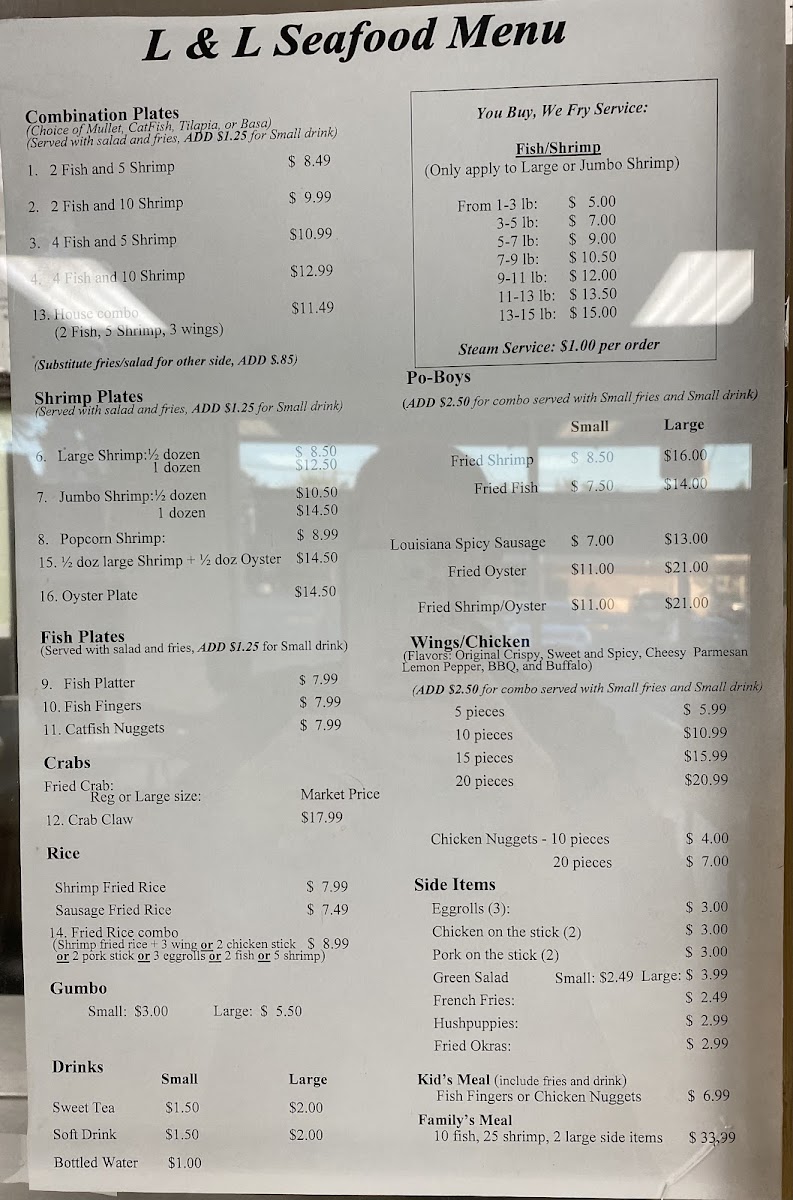 L & L Seafood Menu
Combination Plates
(Choice of Mullet, CatFish, Tilapia, or Basa)
(Served with salad and fries, ADD $1.25 for Small drink)
1. 2 Fish and 5 Shrimp $ 8.49
2. 2 Fish and 10 Shrimp $ 9.99
3. 4 Fish and 5 Shrimp $10.99
4. 4 Fish and 10 Shrimp $12.99
13. House combo $11.49
(2 Fish, 5 Shrimp, 3 wings)
(Substitute fries/salad for other side, ADD $.85)
Shrimp Plates
(Served with salad and fries, ADD $1.25 for Small drink)
6. Large Shrimp:½ dozen $ 8.50
1 dozen $12.50
7. Jumbo Shrimp:½ dozen $10.50
1 dozen $14.50
8. Popcorn Shrimp: $ 8.99
15. ½ doz large Shrimp + ½ doz Oyster $14.50
16. Oyster Plate $14.50
Fish Plates
(Served with salad and fries, ADD $1.25 for Small drink)
9. Fish Platter $ 7.99
10. Fish Fingers $ 7.99
11. Catfish Nuggets $ 7.99
Crabs
Fried Crab:
Reg or Large size: Market Price
12. Crab Claw $17.99
Rice
Shrimp Fried Rice $ 7.99
Sausage Fried Rice $ 7.49
14. Fried Rice combo
(Shrimp fried rice + 3 wing or 2 chicken stick $ 8.99
or 2 pork stick or 3 eggrolls or 2 fish or 5 shrimp)
Gumbo
Small: $3.00 Large: $ 5.50
Drinks
Small Large
Sweet Tea $1.50 $2.00
Soft Drink $1.50 $2.00
Bottled Water $1.00
You Buy, We Fry Service:
Fish/Shrimp
(Only apply to Large or Jumbo Shrimp)
From 1-3 lb: $ 5.00
3-5 lb: $ 7.00
5-7 lb: $ 9.00
7-9 lb: $ 10.50
9-11 lb: $ 12.00
11-13 lb: $ 13.50
13-15 lb: $ 15.00
Steam Service: $1.00 per order
Po-Boys
(ADD $2.50 for combo served with Small fries and Small drink)
Small Large
Fried Shrimp $ 8.50 $16.00
Fried Fish $ 7.50 $14.00
Louisiana Spicy Sausage $ 7.00 $13.00
Fried Oyster $11.00 $21.00
Fried Shrimp/Oyster $11.00 $21.00
Wings/Chicken
(Flavors: Original Crispy, Sweet and Spicy, Cheesy Parmesan
Lemon Pepper, BBQ, and Buffalo)
(ADD $2.50 for combo served with Small fries and Small drink)
5 pieces $ 5.99
10 pieces $10.99
15 pieces $15.99
20 pieces $20.99
Chicken Nuggets - 10 pieces $ 4.00
20 pieces $ 7.00
Side Items
Eggrolls (3): $ 3.00
Chicken on the stick (2) $ 3.00
Pork on the stick (2) $ 3.00
Green Salad Small: $2.49 Large: $ 3.99
French Fries: $ 2.49
Hushpuppies: $ 2.99
Fried Okras: $ 2.99
Kid's Meal (include fries and drink)
Fish Fingers or Chicken Nuggets $ 6.99
Family's Meal
10 fish, 25 shrimp, 2 large side items $ 33.99